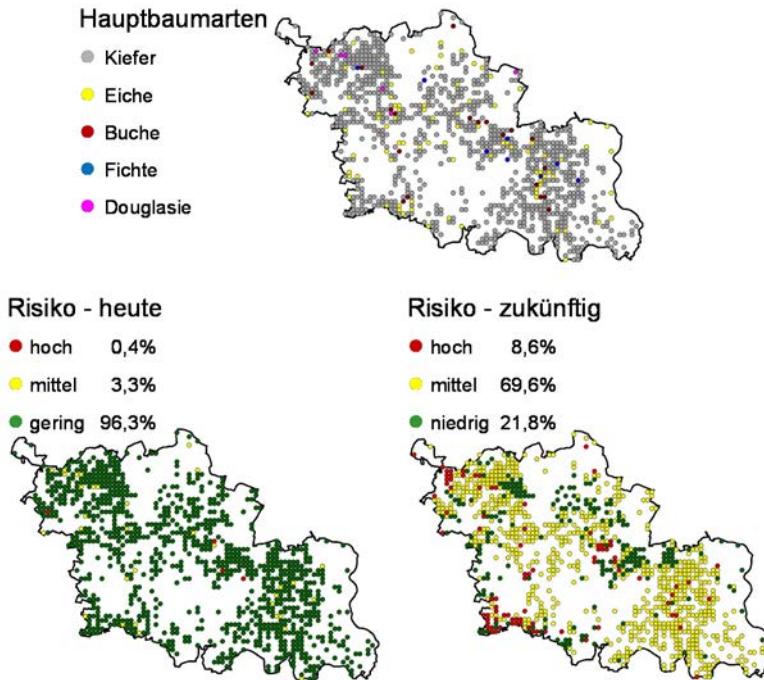 Hauptbaumarten
Kiefer
Eiche
Buche
Fichte
Douglasie
Risiko - heute
hoch 0,4%
mittel 3,3%
gering 96,3%
Risiko - zukünftig
hoch 8,6%
mittel 69,6%
niedrig 21,8%